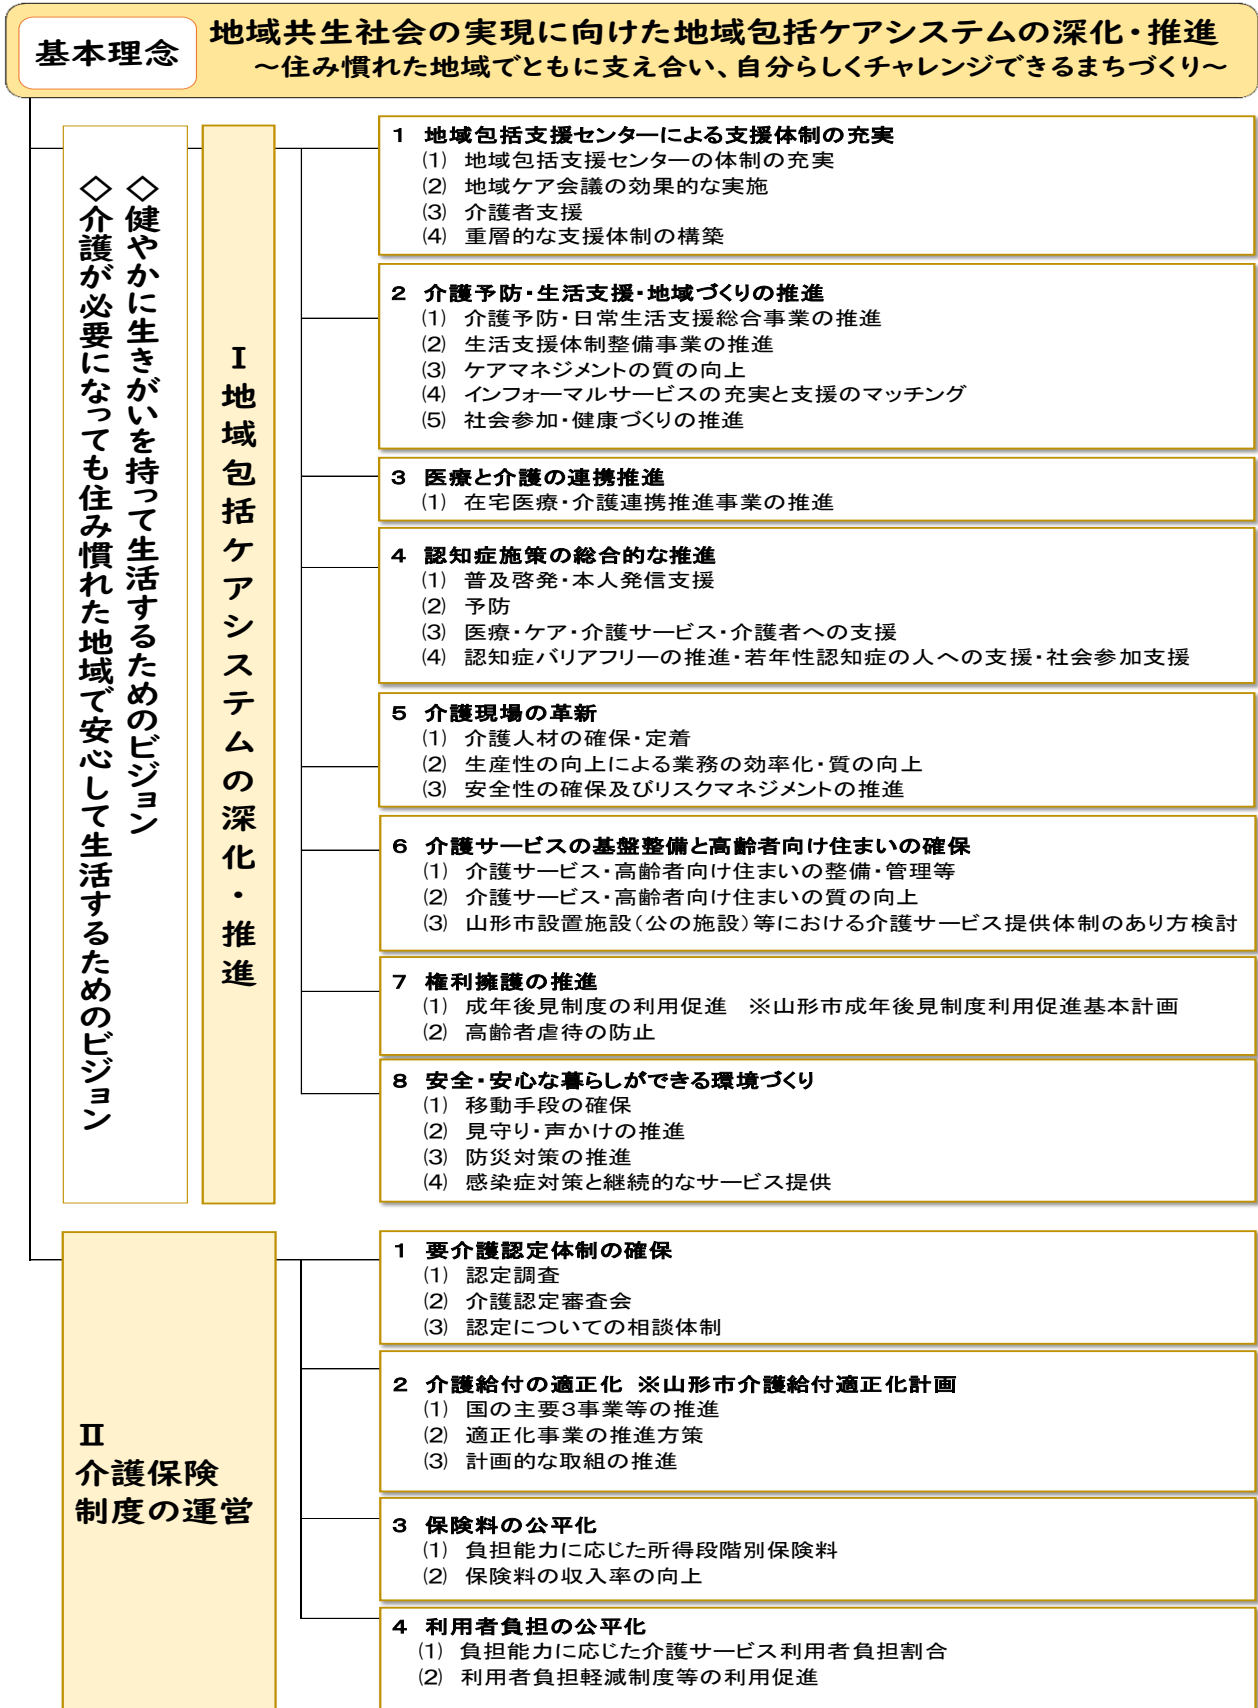 基本理念
地域共生社会の実現に向けた地域包括ケアシステムの深化・推進
～住み慣れた地域でともに支え合い、自分らしくチャレンジできるまちづくり～
◇健やかに生きがいを持って生活するためのビジョン
◇介護が必要になっても住み慣れた地域で安心して生活するためのビジョン
Ⅰ地域包括ケアシステムの深化・推進
1 地域包括支援センターによる支援体制の充実
(1) 地域包括支援センターの体制の充実
(2) 地域ケア会議の効果的な実施
(3) 介護者支援
(4) 重層的な支援体制の構築
2 介護予防・生活支援・地域づくりの推進
(1) 介護予防・日常生活支援総合事業の推進
(2) 生活支援体制整備事業の推進
(3) ケアマネジメントの質の向上
(4) インフォーマルサービスの充実と支援のマッチング
(5) 社会参加・健康づくりの推進
3 医療と介護の連携推進
(1) 在宅医療・介護連携推進事業の推進
4 認知症施策の総合的な推進
(1) 普及啓発・本人発信支援
(2) 予防
(3) 医療・ケア・介護サービス・介護者への支援
(4) 認知症バリアフリーの推進・若年性認知症の人への支援・社会参加支援
5 介護現場の革新
(1) 介護人材の確保・定着
(2) 生産性の向上による業務の効率化・質の向上
(3) 安全性の確保及びリスクマネジメントの推進
6 介護サービスの基盤整備と高齢者向け住まいの確保
(1) 介護サービス・高齢者向け住まいの整備・管理等
(2) 介護サービス・高齢者向け住まいの質の向上
(3) 山形市設置施設(公の施設)等における介護サービス提供体制のあり方検討
7 権利擁護の推進
(1) 成年後見制度の利用促進 ※山形市成年後見制度利用促進基本計画
(2) 高齢者虐待の防止
8 安全・安心な暮らしができる環境づくり
(1) 移動手段の確保
(2) 見守り・声かけの推進
(3) 防災対策の推進
(4) 感染症対策と継続的なサービス提供
Ⅱ
介護保険
制度の運営
1 要介護認定体制の確保
(1) 認定調査
(2) 介護認定審査会
(3) 認定についての相談体制
2 介護給付の適正化 ※山形市介護給付適正化計画
(1) 国の主要3事業等の推進
(2) 適正化事業の推進方策
(3) 計画的な取組の推進
3 保険料の公平化
(1) 負担能力に応じた所得段階別保険料
(2) 保険料の収入率の向上
4 利用者負担の公平化
(1) 負担能力に応じた介護サービス利用者負担割合
(2) 利用者負担軽減制度等の利用促進